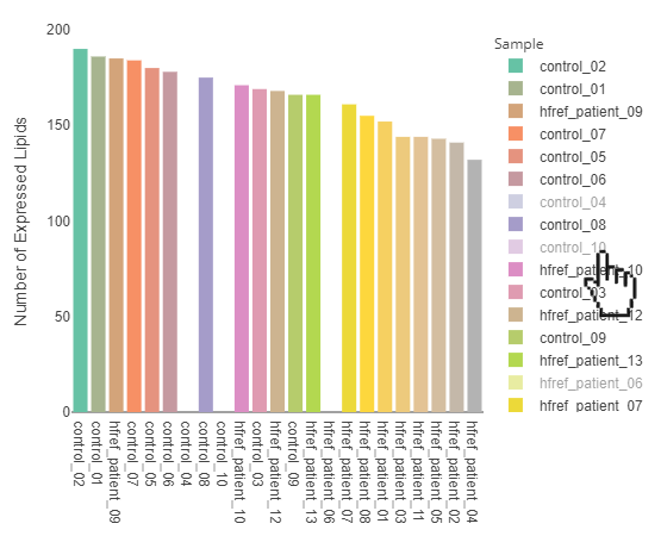 200
150
100
50
0
Number of Expressed Lipids
control_02
control_01
hfref_patient_09
control_07
control_05
control_06
control_04
control_08
control_10
hfref_patient_10
control_03
hfref_patient_12
control_09
hfref_patient_13
hfref_patient_06
hfref_patient_07
hfref_patient_08
hfref_patient_01
hfref_patient_03
hfref_patient_11
hfref_patient_05
hfref_patient_02
hfref_patient_04
Sample
control_02
control_01
hfref_patient_09
control_07
control_05
control_06
control_04
control_08
control_10
hfref_patient_10
control_03
hfref_patient_12
control_09
hfref_patient_13
hfref_patient_06
hfref_patient_07